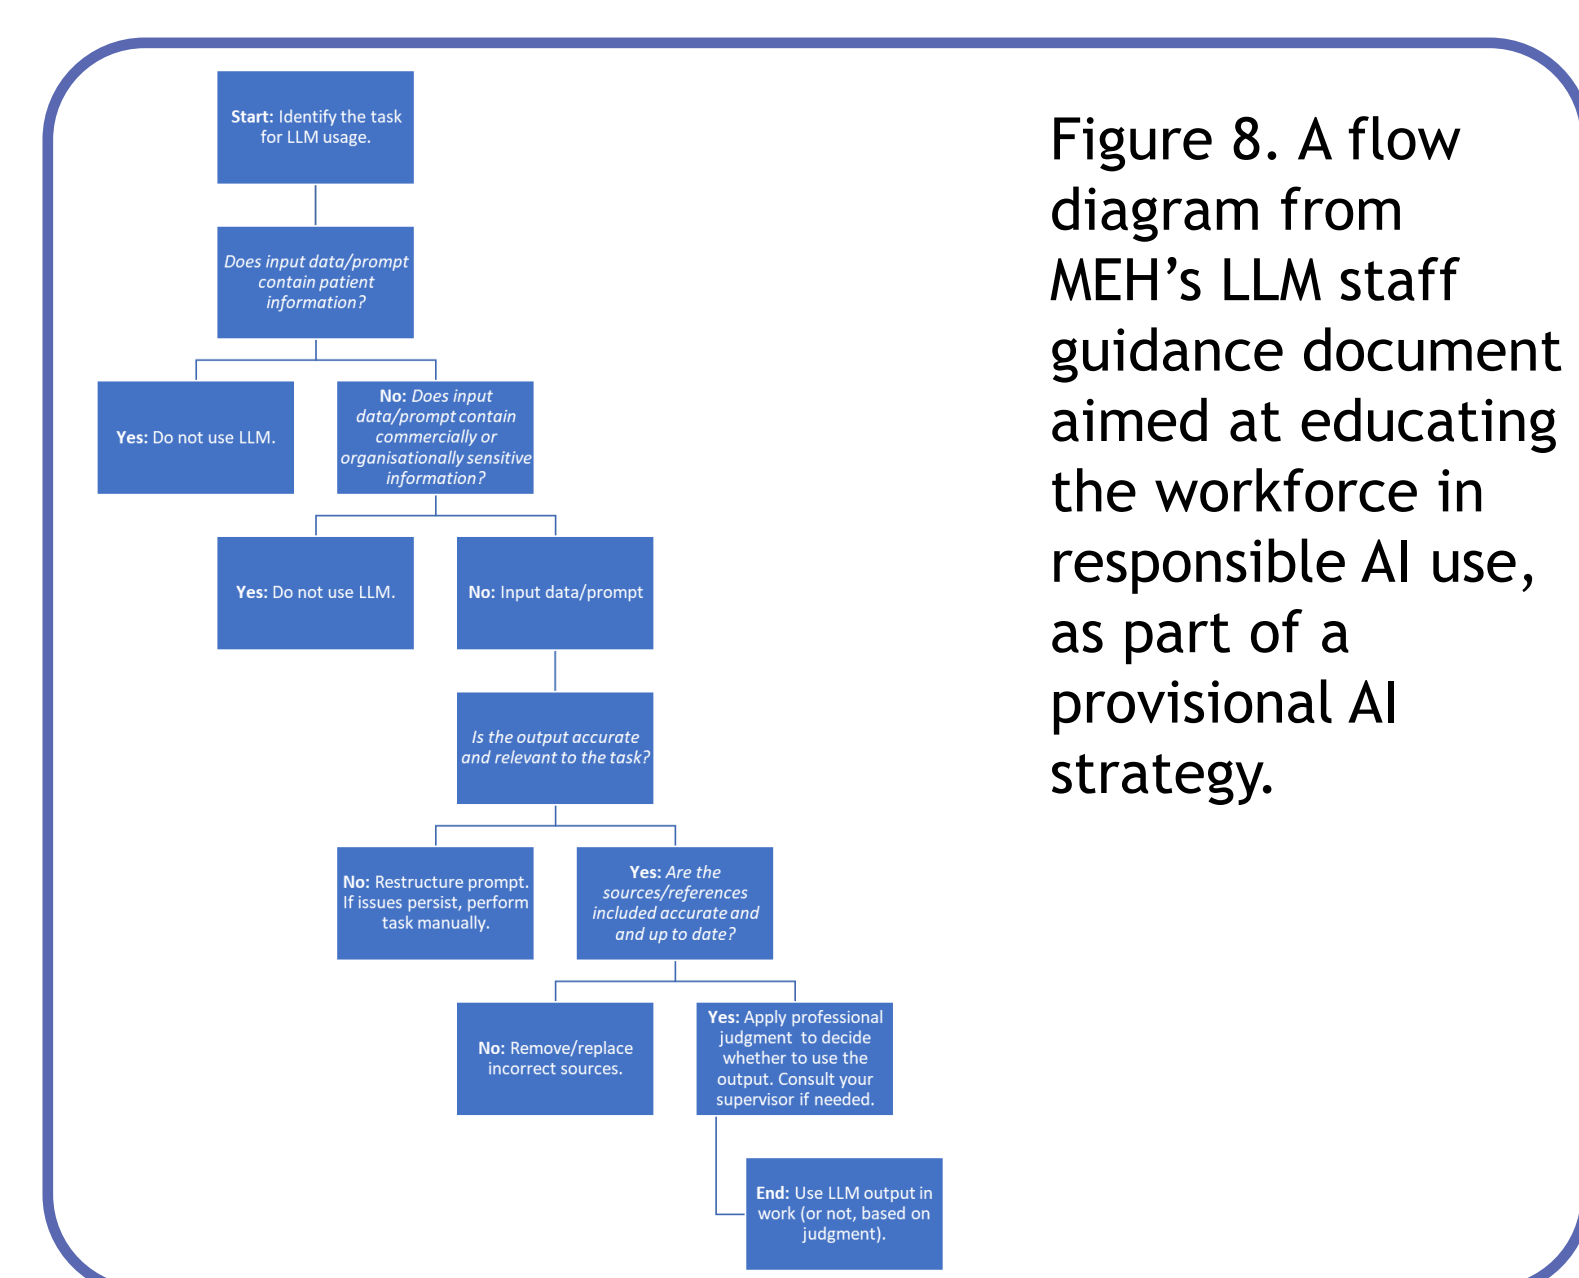 Start: Identify the task
for LLM usage.
Does input data/prompt
contain patient
information?
Yes: Do not use LLM.
No: Does input
data/prompt contain
commercially or
organisationally sensitive
information?
Yes: Do not use LLM.
No: Input data/prompt
Is the output accurate
and relevant to the task?
No: Restructure prompt.
If issues persist, perform
task manually.
Yes: Are the
sources/references
included accurate and
and up to date?
No: Remove/replace
incorrect sources.
Yes: Apply professional
judgment to decide
whether to use the
output. Consult your
supervisor if needed.
End: Use LLM output in
work (or not, based on
judgment).
Figure 8. A flow
diagram from
MEH’s LLM staff
guidance document
aimed at educating
the workforce in
responsible AI use,
as part of a
provisional AI
strategy.